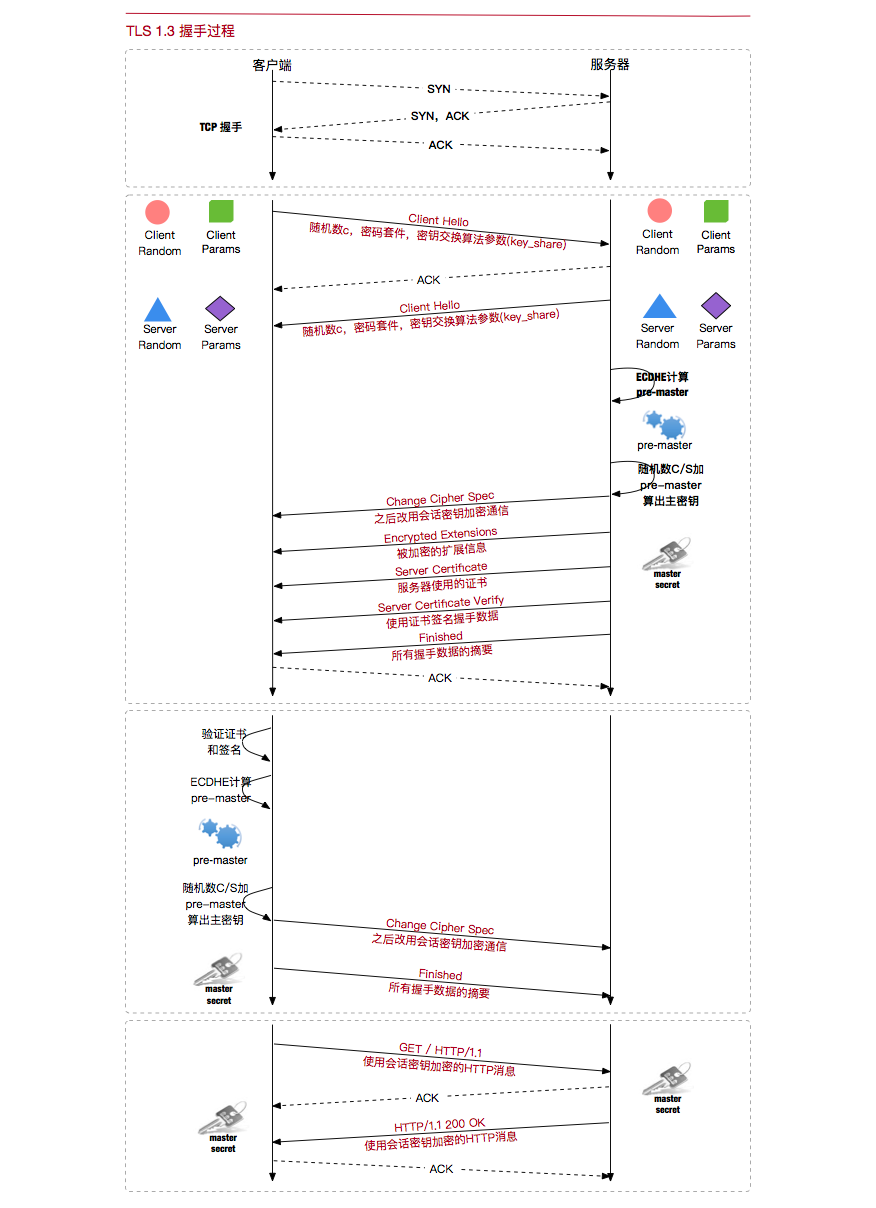 TLS 1.3 握手过程
客户端
服务器
SYN
SYN，ACK
TCP 握手
ACK
Client
Random
Client
Params
Client Hello
随机数c，密码套件，密钥交换算法参数(key_share)
Client
Random
Client
Params
ACK
Server
Random
Server
Params
Client Hello
随机数c，密码套件，密钥交换算法参数(key_share)
Server
Random
Server
Params
ECDHE计算
pre-master
pre-master
随机数C/S加
pre-master
算出主密钥
Change Cipher Spec
之后改用会话密钥加密通信
Encrypted Extensions
被加密的扩展信息
Server Certificate
服务器使用的证书
master
secret
Server Certificate Verify
使用证书签名握手数据
Finished
所有握手数据的摘要
ACK
验证证书
和签名
ECDHE计算
pre-master
pre-master
随机数C/S加
pre-master
算出主密钥
Change Cipher Spec
之后改用会话密钥加密通信
master
secret
Finished
所有握手数据的摘要
GET / HTTP/1.1
使用会话密钥加密的HTTP消息
master
secret
ACK
HTTP/1.1 200 OK
使用会话密钥加密的HTTP消息
master
secret
ACK